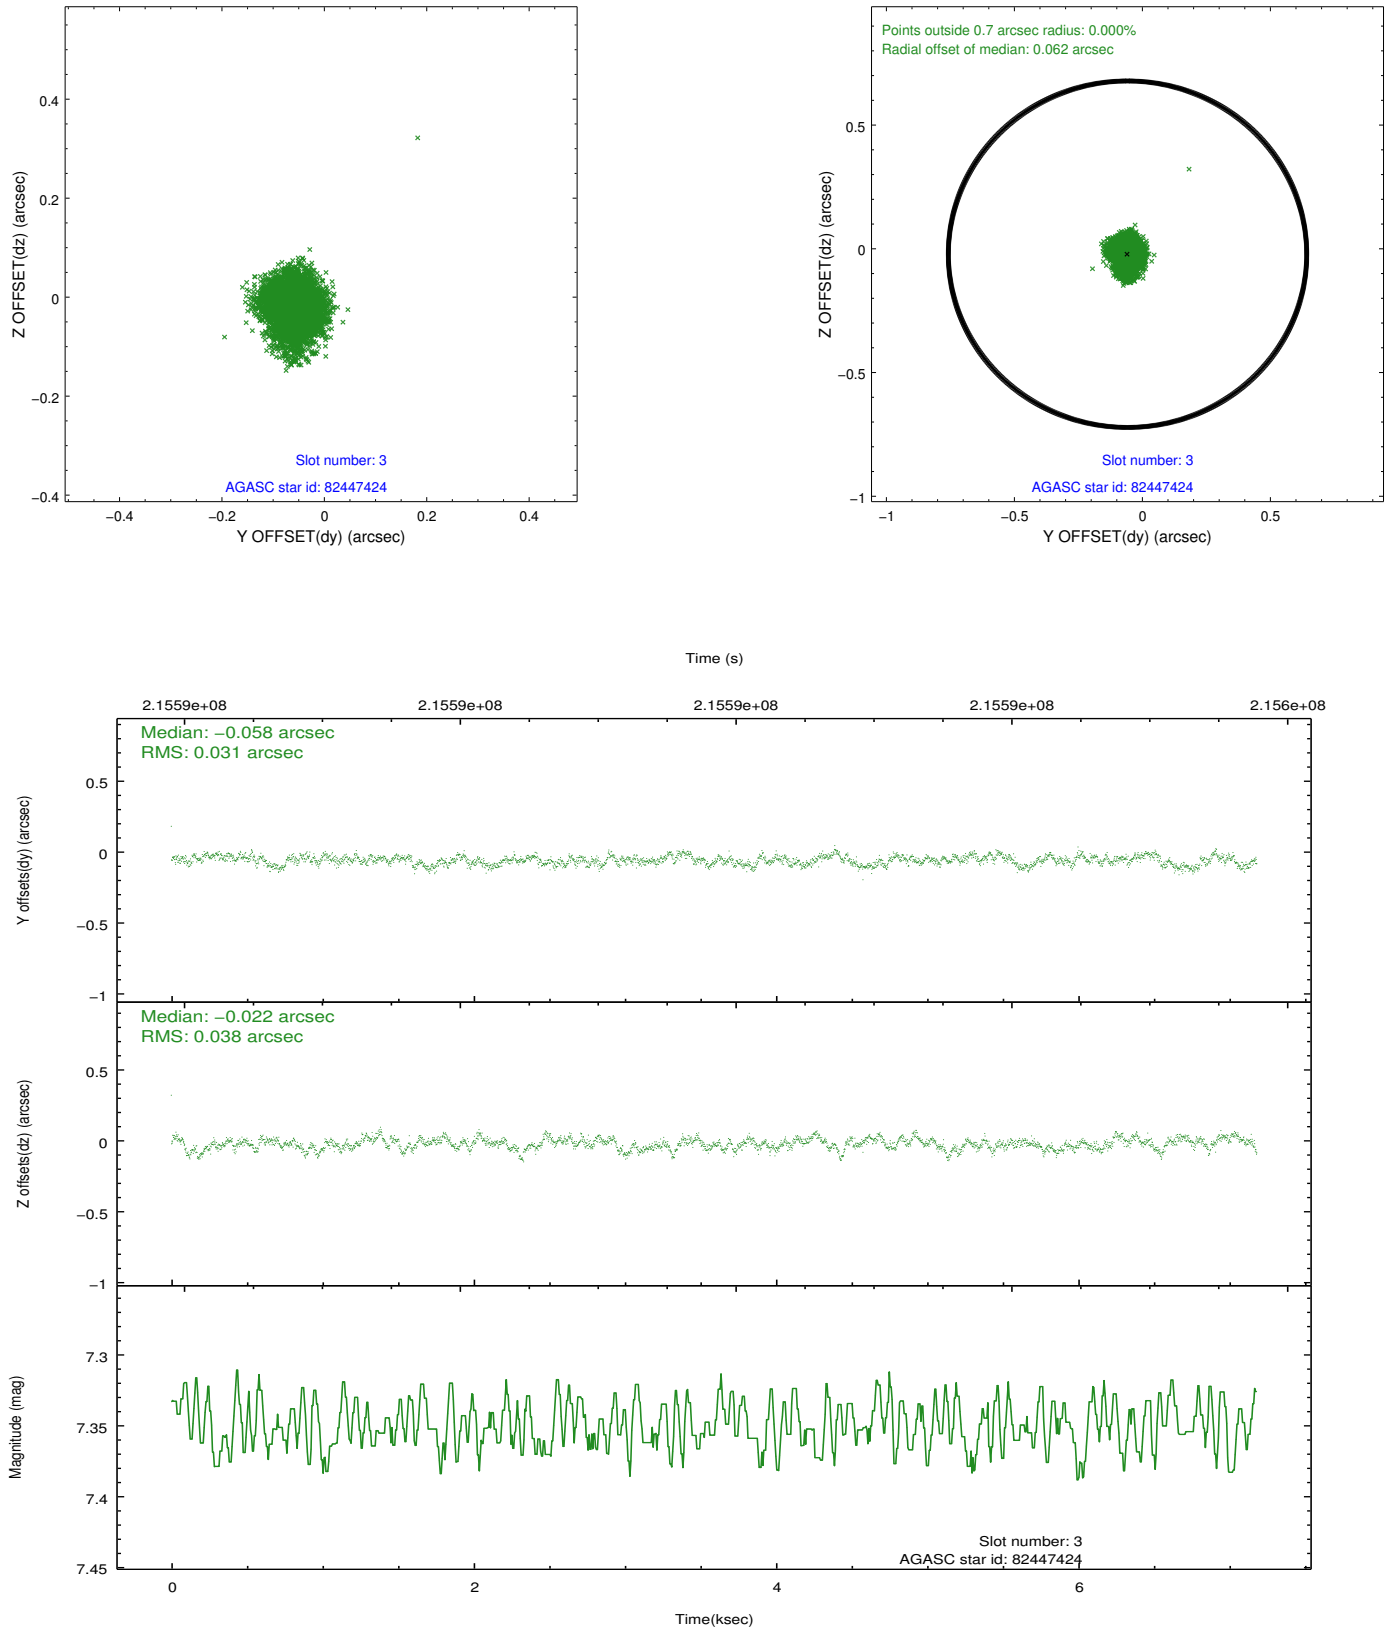 0.4
0.2
0
−0.2
−0.4
Z OFFSET(dz) (arcsec)
Slot number: 3
AGASC star id: 82447424
−0.4
−0.2
0
0.2
0.4
Y OFFSET(dy) (arcsec)
Points outside 0.7 arcsec radius: 0.000%
Radial offset of median: 0.062 arcsec
0.5
0
−0.5
−1
Z OFFSET(dz) (arcsec)
Slot number: 3
AGASC star id: 82447424
−1
−0.5
0
0.5
Y OFFSET(dy) (arcsec)
Time (s)
2.1559e+08
2.1559e+08
2.1559e+08
2.1559e+08
2.156e+08
Median: −0.058 arcsec
RMS: 0.031 arcsec
0.5
0
−0.5
−1
Y offsets(dy) (arcsec)
Median: −0.022 arcsec
RMS: 0.038 arcsec
0.5
0
−0.5
−1
Z offsets(dz) (arcsec)
7.3
7.35
7.4
7.45
Magnitude (mag)
Slot number: 3
AGASC star id: 82447424
0
2
4
6
Time(ksec)